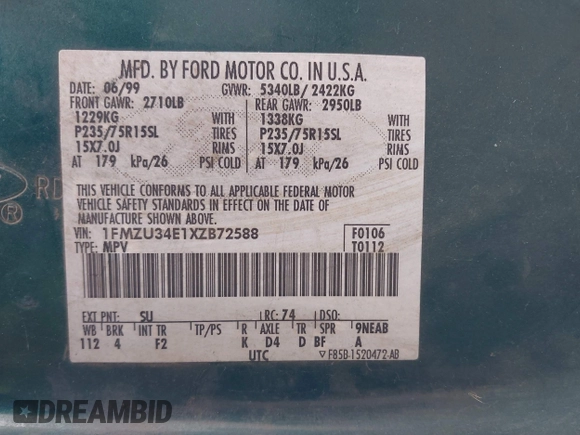 MFD. BY FORD MOTOR CO. IN U.S.A.
DATE: 06/99 GVWR: 5340LB/ 2422KG
FRONT GAWR: 2710LB REAR GAWR: 2950LB
1229KG WITH 1338KG WITH
P235/75R15SL TIRES P235/75R15SL TIRES
15X7.0J RIMS 15X7.0J RIMS
AT 179 kPa/26 PSI COLD AT 179 kPa/26 PSI COLD
THIS VEHICLE CONFORMS TO ALL APPLICABLE FEDERAL MOTOR
VEHICLE SAFETY STANDARDS IN EFFECT ON THE DATE OF
MANUFACTURE SHOWN ABOVE.
VIN: 1FMZU34E1XZB72588 F0106
TYPE: MPV T0112
EXT PNT: SU RC: 74 DSO:
WB BRK INT TR TP/PS R AXLE TR SPR 9NEAB
112 4 F2 K D4 D BF A
UTC F85B-1520472-AB
RD
®
DREAMBID